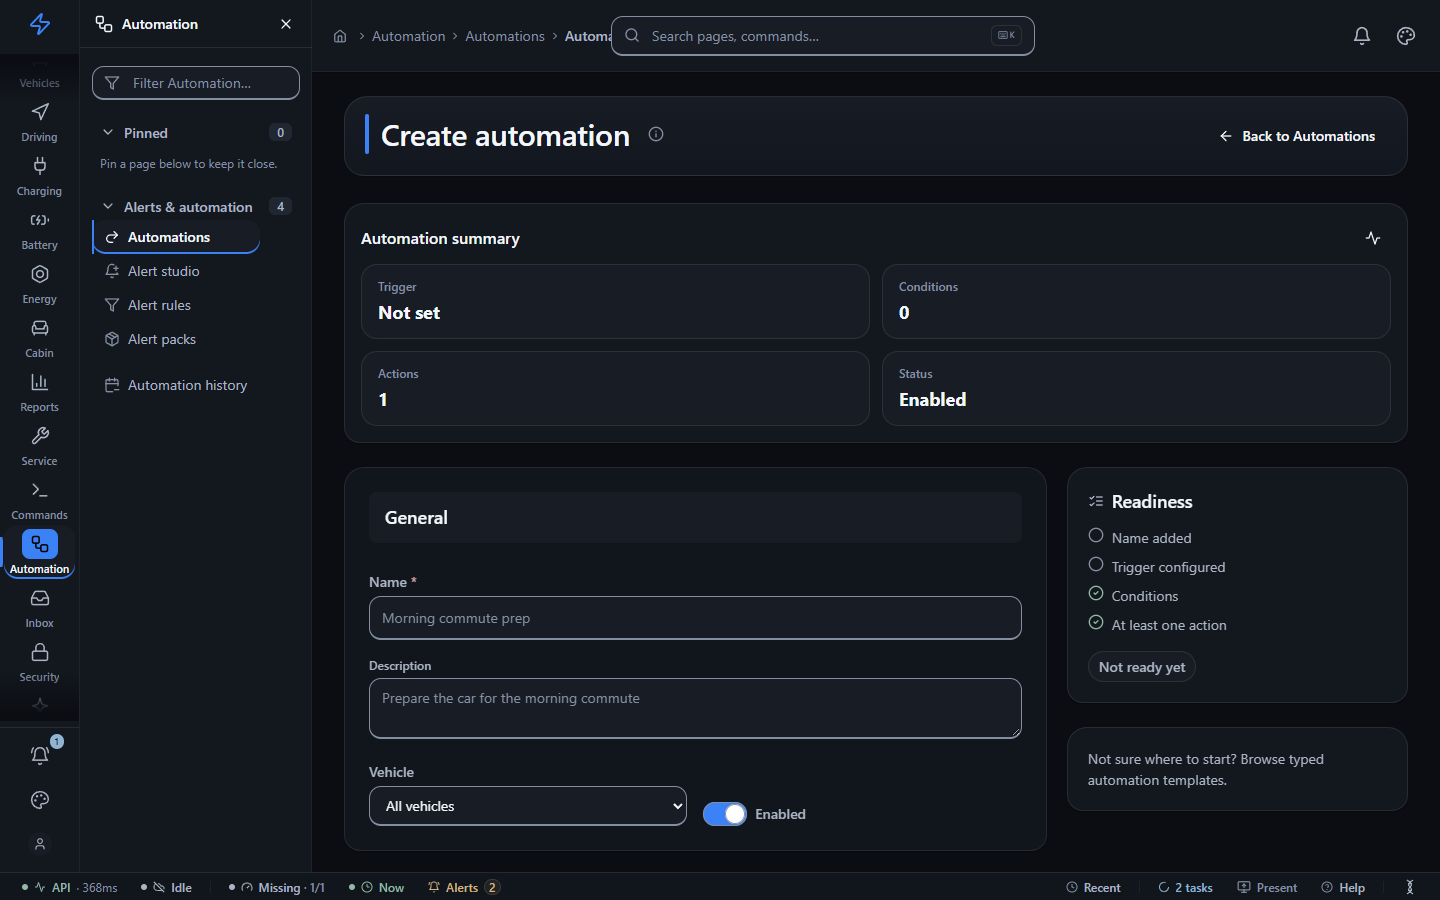 Automation
Automation
Automations
Automa
Search pages, commands...
K
Vehicles
Driving
Charging
Battery
Energy
Cabin
Reports
Service
Commands
Automation
Inbox
Security
1
Filter Automation...
Pinned
0
Pin a page below to keep it close.
Alerts & automation
4
Automations
Alert studio
Alert rules
Alert packs
Automation history
Create automation
Back to Automations
Automation summary
Trigger
Not set
Conditions
0
Actions
1
Status
Enabled
General
Name *
Morning commute prep
Description
Prepare the car for the morning commute
Vehicle
All vehicles
Enabled
Readiness
Name added
Trigger configured
Conditions
At least one action
Not ready yet
Not sure where to start? Browse typed
automation templates.
API · 368ms
Idle
Missing · 1/1
Now
Alerts 2
Recent
2 tasks
Present
Help